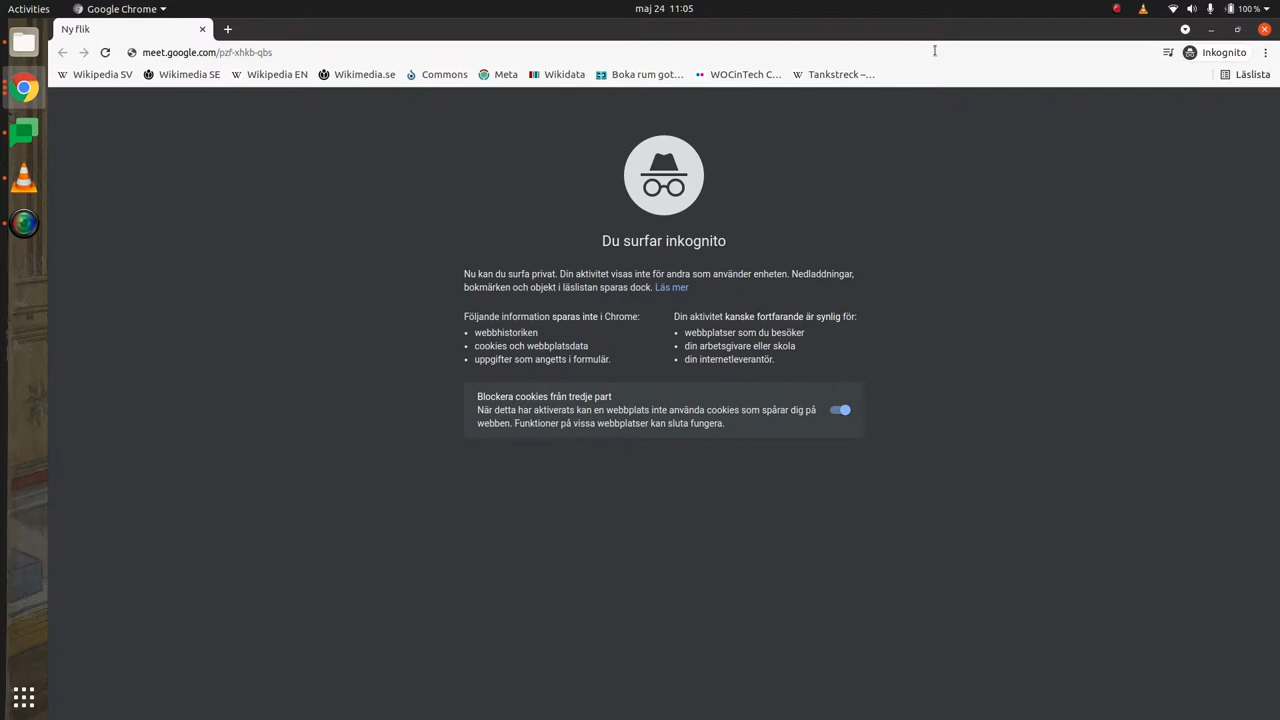 Activities Google Chrome maj 24 11:05 100 %
Ny flik
meet.google.com/pzf-xhkb-qbs Inkognito
Wikipedia SV Wikimedia SE Wikipedia EN Wikimedia.se Commons Meta Wikidata Boka rum got… WOCinTech C… Tankstreck –… Läslista
Du surfar inkognito
Nu kan du surfa privat. Din aktivitet visas inte för andra som använder enheten. Nedladdningar,
bokmärken och objekt i läslistan sparas dock. Läs mer
Följande information sparas inte i Chrome:
webbhistoriken
cookies och webbplatsdata
uppgifter som angetts i formulär.
Din aktivitet kanske fortfarande är synlig för:
webbplatser som du besöker
din arbetsgivare eller skola
din internetleverantör.
Blockera cookies från tredje part
När detta har aktiverats kan en webbplats inte använda cookies som spårar dig på
webben. Funktioner på vissa webbplatser kan sluta fungera.